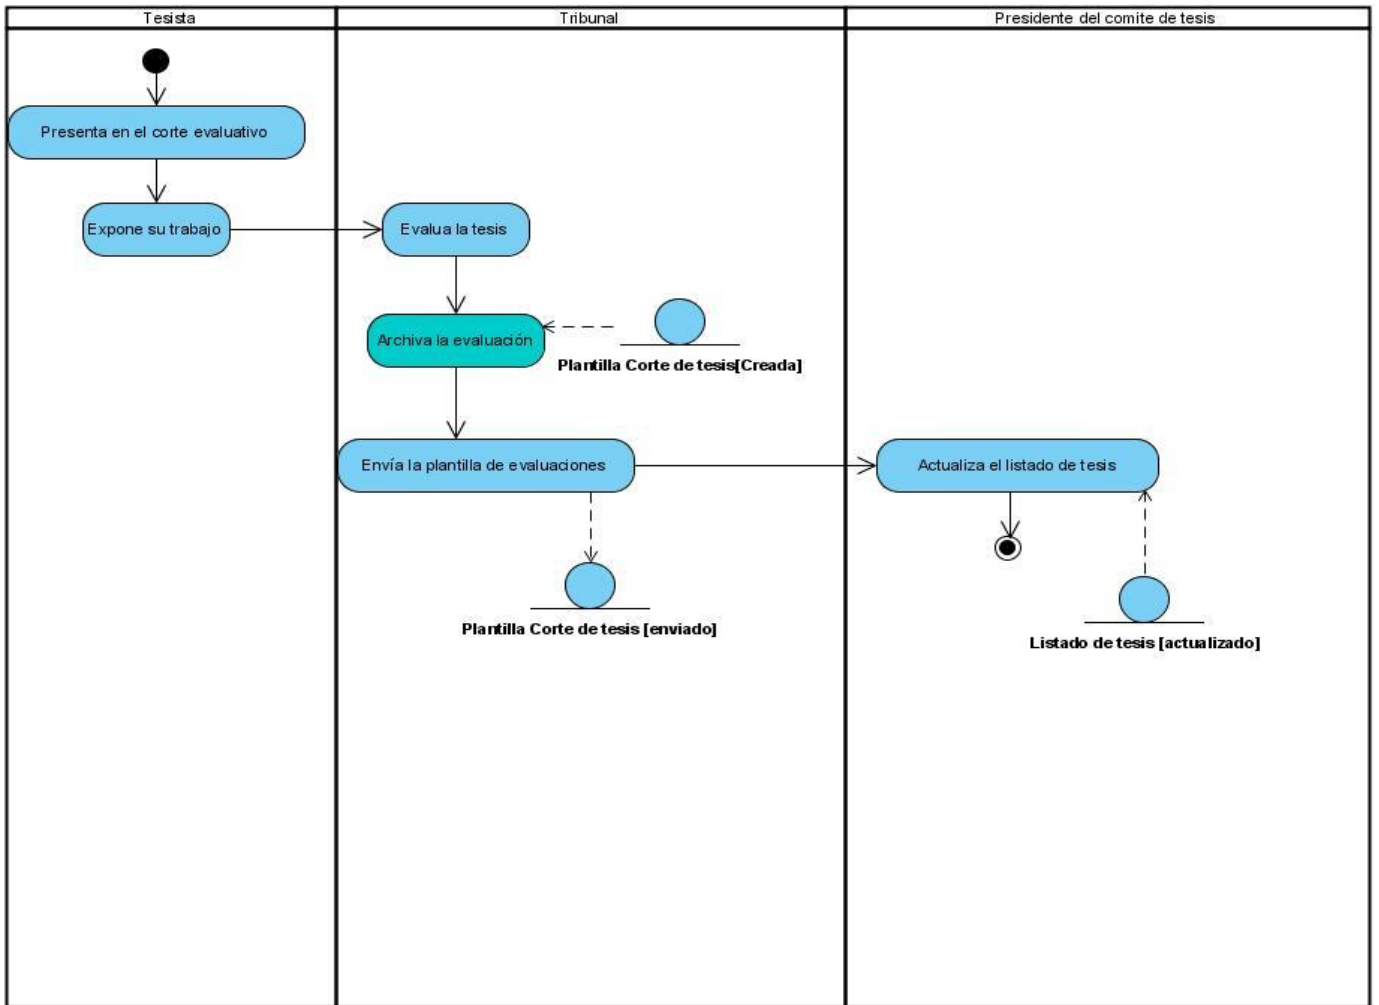 Tesista
Tribunal
Presidente del comite de tesis
Presenta en el corte evaluativo
Expone su trabajo
Evalua la tesis
Archiva la evaluación
Plantilla Corte de tesis[Creada]
Envía la plantilla de evaluaciones
Actualiza el listado de tesis
Plantilla Corte de tesis [enviado]
Listado de tesis [actualizado]